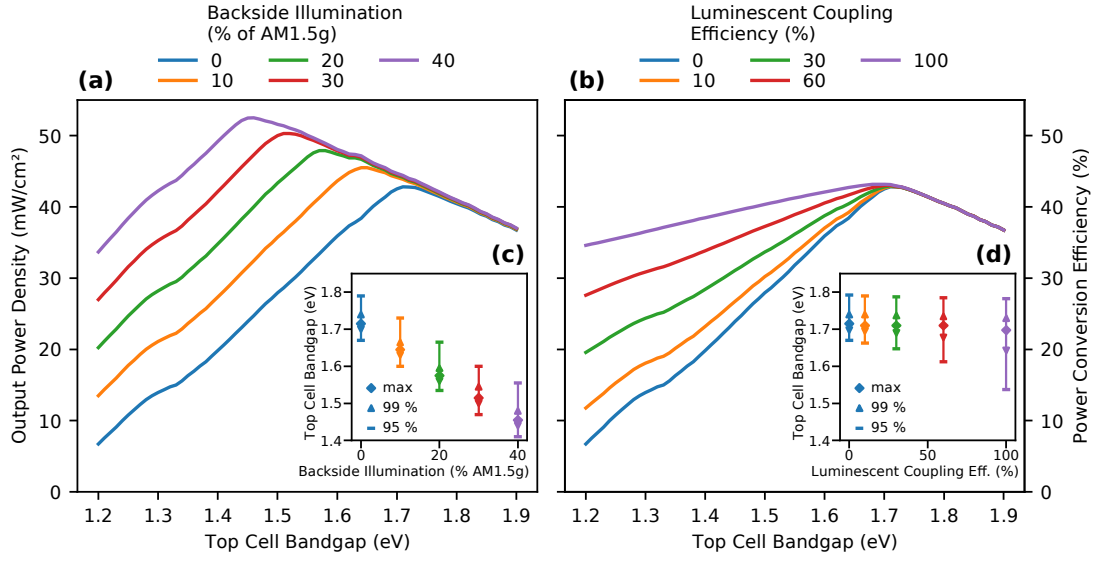 Backside Illumination
(% of AM1.5g)
0 20 40
10 30
Luminescent Coupling
Efficiency (%)
0 30 100
10 60
(a)
(b)
Output Power Density (mW/cm²)
50
40
30
20
10
0
1.2 1.3 1.4 1.5 1.6 1.7 1.8 1.9
Top Cell Bandgap (eV)
(c)
Top Cell Bandgap (eV)
1.8
1.7
1.6
1.5
1.4
max
99 %
95 %
0 20 40
Backside Illumination (% AM1.5g)
(d)
Top Cell Bandgap (eV)
1.8
1.7
1.6
1.5
1.4
max
99 %
95 %
0 50 100
Luminescent Coupling Eff. (%)
1.2 1.3 1.4 1.5 1.6 1.7 1.8 1.9
Top Cell Bandgap (eV)
50
40
30
20
10
0
Power Conversion Efficiency (%)